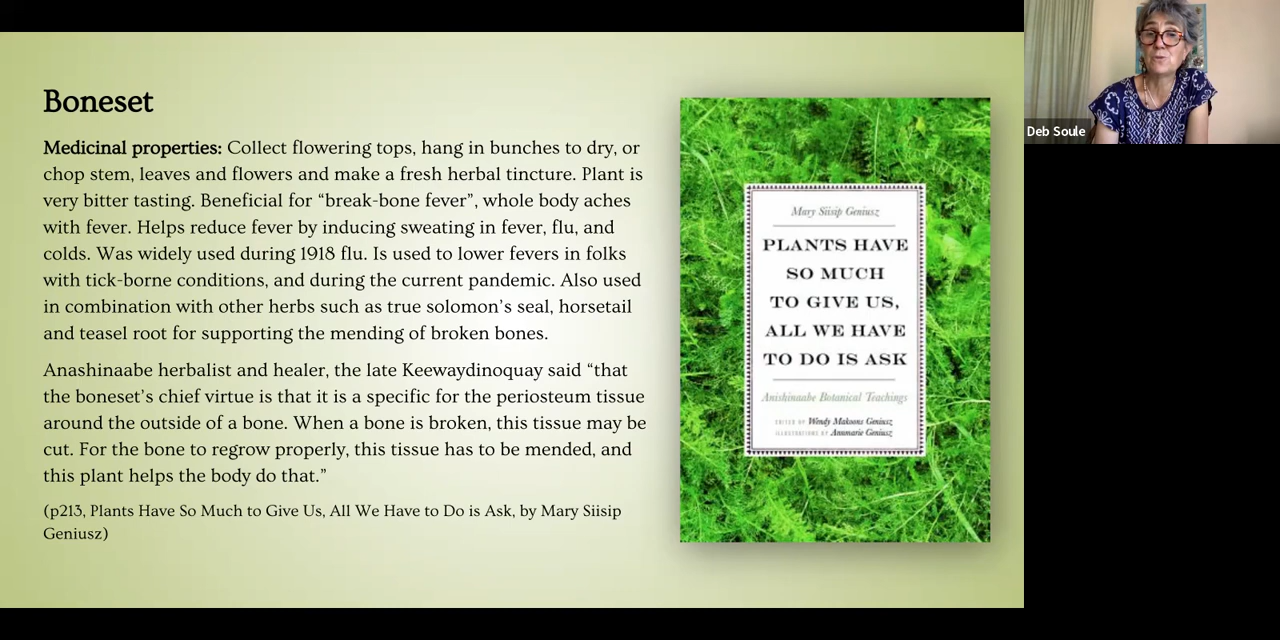 Boneset
Medicinal properties: Collect flowering tops, hang in bunches to dry, or
chop stem, leaves and flowers and make a fresh herbal tincture. Plant is
very bitter tasting. Beneficial for “break-bone fever”, whole body aches
with fever. Helps reduce fever by inducing sweating in fever, flu, and
colds. Was widely used during 1918 flu. Is used to lower fevers in folks
with tick-borne conditions, and during the current pandemic. Also used
in combination with other herbs such as true solomon’s seal, horsetail
and teasel root for supporting the mending of broken bones.
Anashinaabe herbalist and healer, the late Keewaydinoquay said “that
the boneset’s chief virtue is that it is a specific for the periosteum tissue
around the outside of a bone. When a bone is broken, this tissue may be
cut. For the bone to regrow properly, this tissue has to be mended, and
this plant helps the body do that.”
(p213, Plants Have So Much to Give Us, All We Have to Do is Ask, by Mary Siisip
Geniusz)
Mary Siisip Geniusz
PLANTS HAVE
SO MUCH
TO GIVE US,
ALL WE HAVE
TO DO IS ASK
Anishinaabe Botanical Teachings
EDITED BY Wendy Makoons Geniusz
ILLUSTRATIONS BY Annmarie Geniusz
Deb Soule